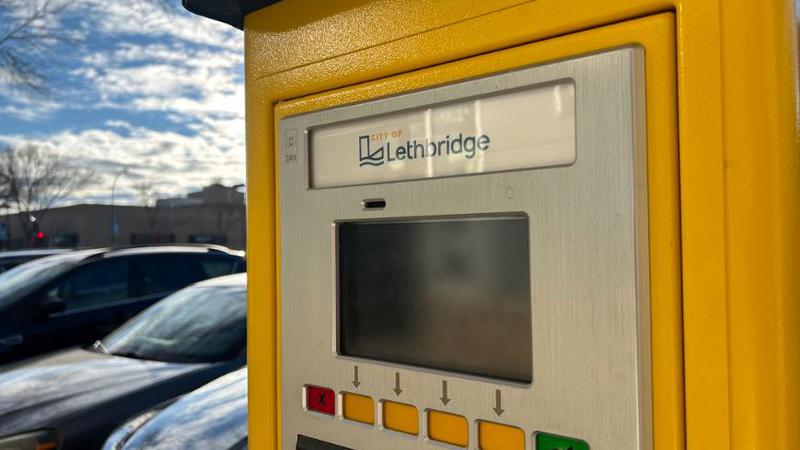 CITY OF
Lethbridge
X